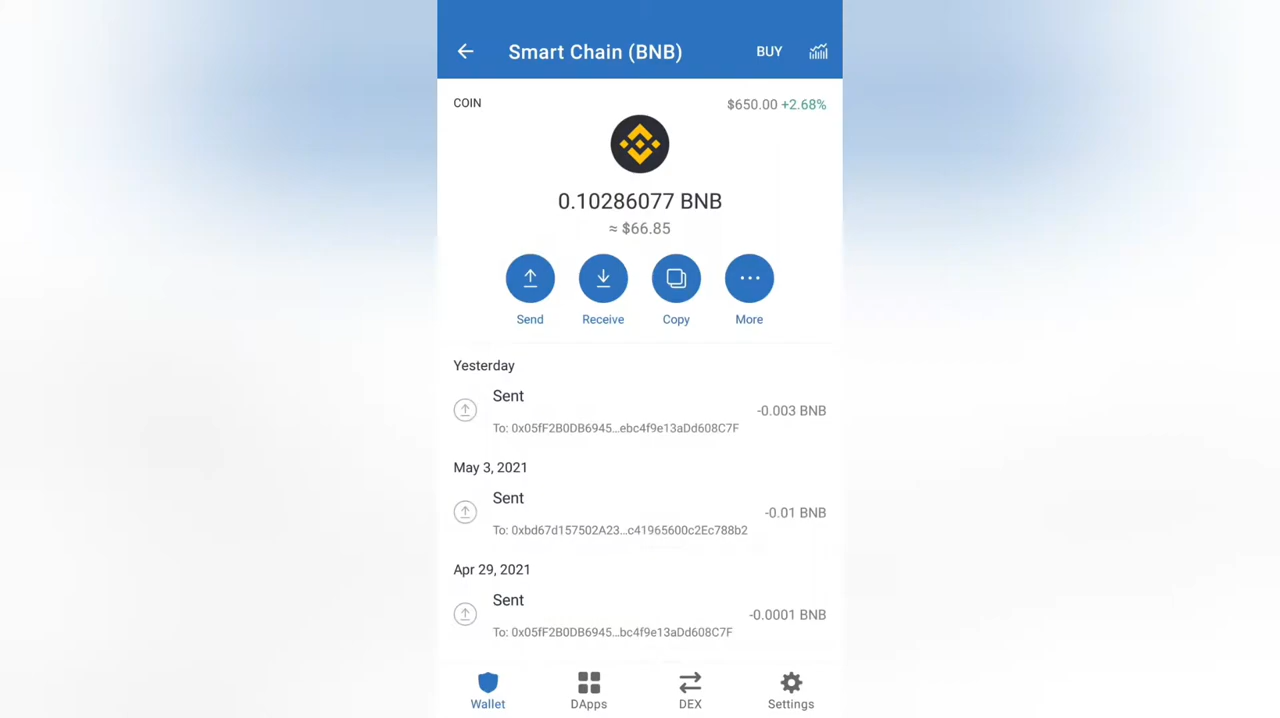 Smart Chain (BNB)
BUY
COIN
$650.00 +2.68%
0.10286077 BNB
≈ $66.85
Send
Receive
Copy
More
Yesterday
Sent
-0.003 BNB
To: 0x05fF2B0DB6945...ebc4f9e13aDd608C7F
May 3, 2021
Sent
-0.01 BNB
To: 0xbd67d157502A23...c41965600c2Ec788b2
Apr 29, 2021
Sent
-0.0001 BNB
To: 0x05fF2B0DB6945...bc4f9e13aDd608C7F
Wallet
DApps
DEX
Settings